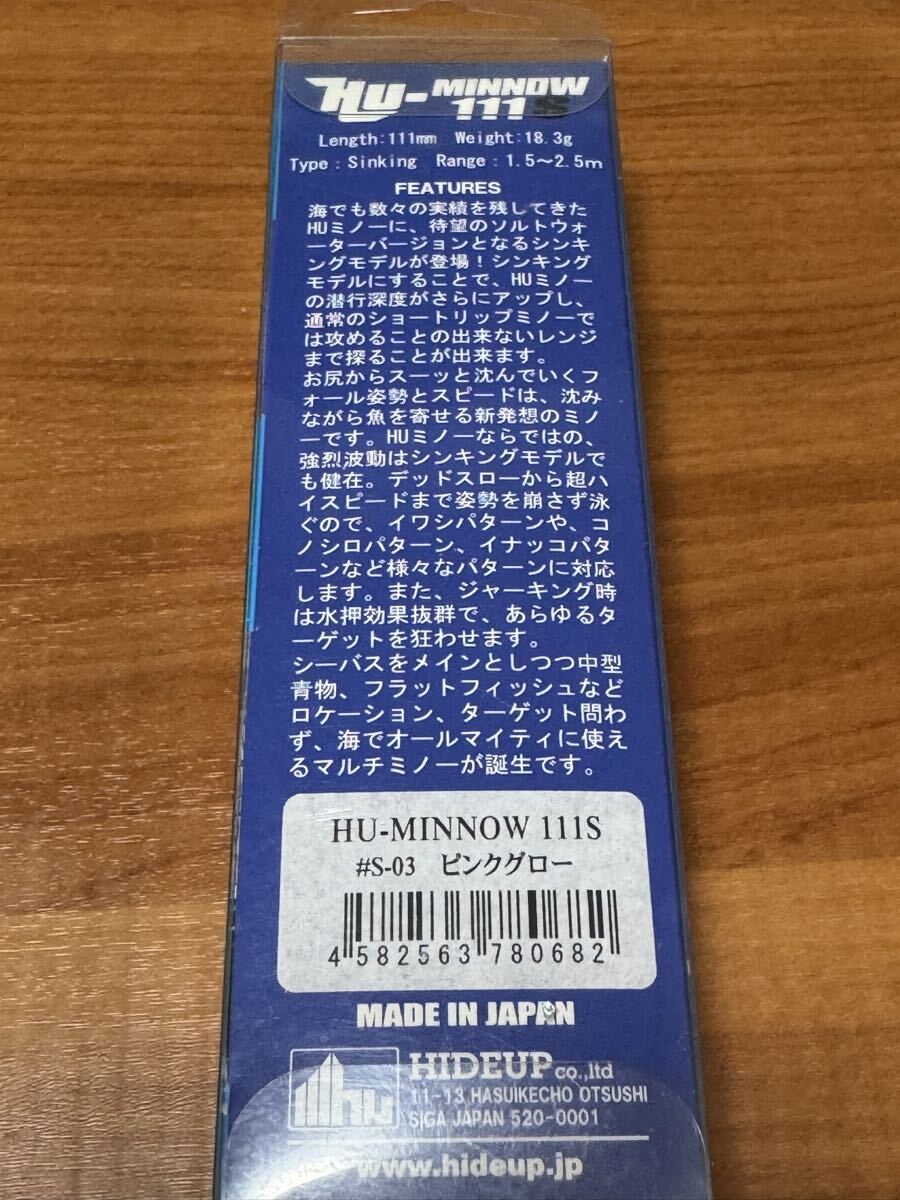 HU-MINNOW
111S
Length:111mm Weight:18.3g
Type : Sinking Range : 1.5～2.5m
FEATURES
海でも数々の実績を残してきた
HUミノーに、待望のソルトウォ
ーターバージョンとなるシンキ
ングモデルが登場！シンキング
モデルにすることで、HUミノー
の潜行深度がさらにアップし、
通常のショートリップミノーで
は攻めることの出来ないレンジ
まで探ることが出来ます。
お尻からスーッと沈んでいくフ
ォール姿勢とスピードは、沈み
ながら魚を寄せる新発想のミノ
ーです。HUミノーならではの、
強烈波動はシンキングモデルで
も健在。デッドスローから超ハ
イスピードまで姿勢を崩さず泳
ぐので、イワシパターンや、コ
ノシロパターン、イナッコパタ
ーンなど様々なパターンに対応
します。また、ジャーキング時
は水押効果抜群で、あらゆるタ
ーゲットを狂わせます。
シーバスをメインとしつつ中型
青物、フラットフィッシュなど
ロケーション、ターゲット問わ
ず、海でオールマイティに使え
るマルチミノーが誕生です。
HU-MINNOW 111S
#S-03 ピンクグロー
4 582563 780682
MADE IN JAPAN
hu HIDEUP co.,ltd
11-13 HASUIKECHO OTSUSHI
SIGA JAPAN 520-0001
www.hideup.jp